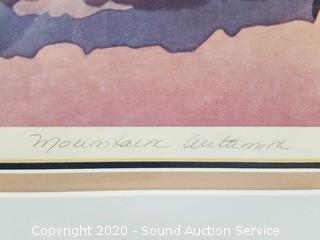 Mountain Autumn
Copyright 2020 - Sound Auction Service